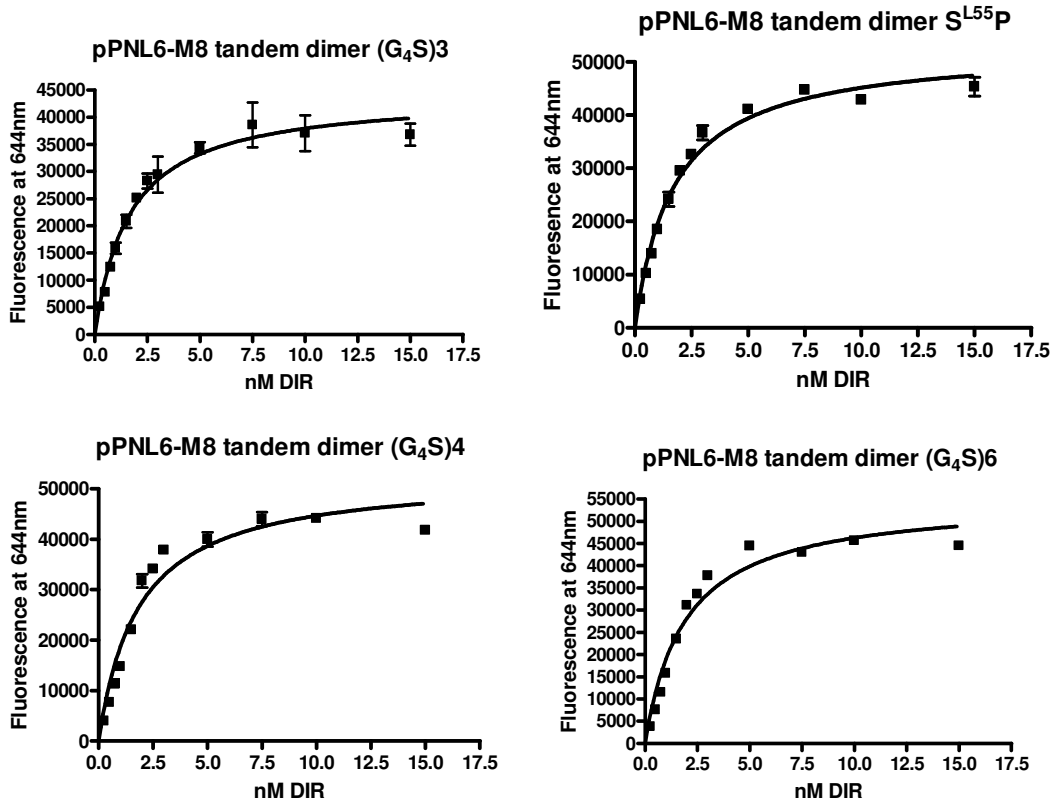 pPNL6-M8 tandem dimer (G₄S)3
Fluorescence at 644nm
45000
40000
35000
30000
25000
20000
15000
10000
5000
0
0.0 2.5 5.0 7.5 10.0 12.5 15.0 17.5
nM DIR
pPNL6-M8 tandem dimer Sᴸ⁵⁵P
Fluoresence at 644nm
50000
40000
30000
20000
10000
0
0.0 2.5 5.0 7.5 10.0 12.5 15.0 17.5
nM DIR
pPNL6-M8 tandem dimer (G₄S)4
Fluorescence at 644nm
50000
40000
30000
20000
10000
0
0.0 2.5 5.0 7.5 10.0 12.5 15.0 17.5
nM DIR
pPNL6-M8 tandem dimer (G₄S)6
Fluorescence at 644nm
55000
50000
45000
40000
35000
30000
25000
20000
15000
10000
5000
0
0.0 2.5 5.0 7.5 10.0 12.5 15.0 17.5
nM DIR